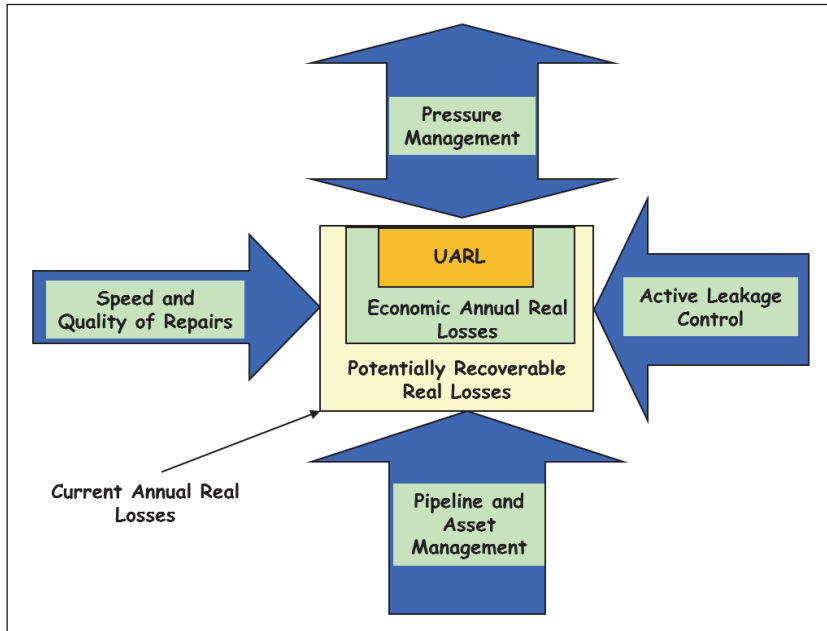 Pressure
Management
UARL
Speed and
Quality of Repairs
Economic Annual Real
Losses
Active Leakage
Control
Potentially Recoverable
Real Losses
Current Annual Real
Losses
Pipeline and
Asset
Management